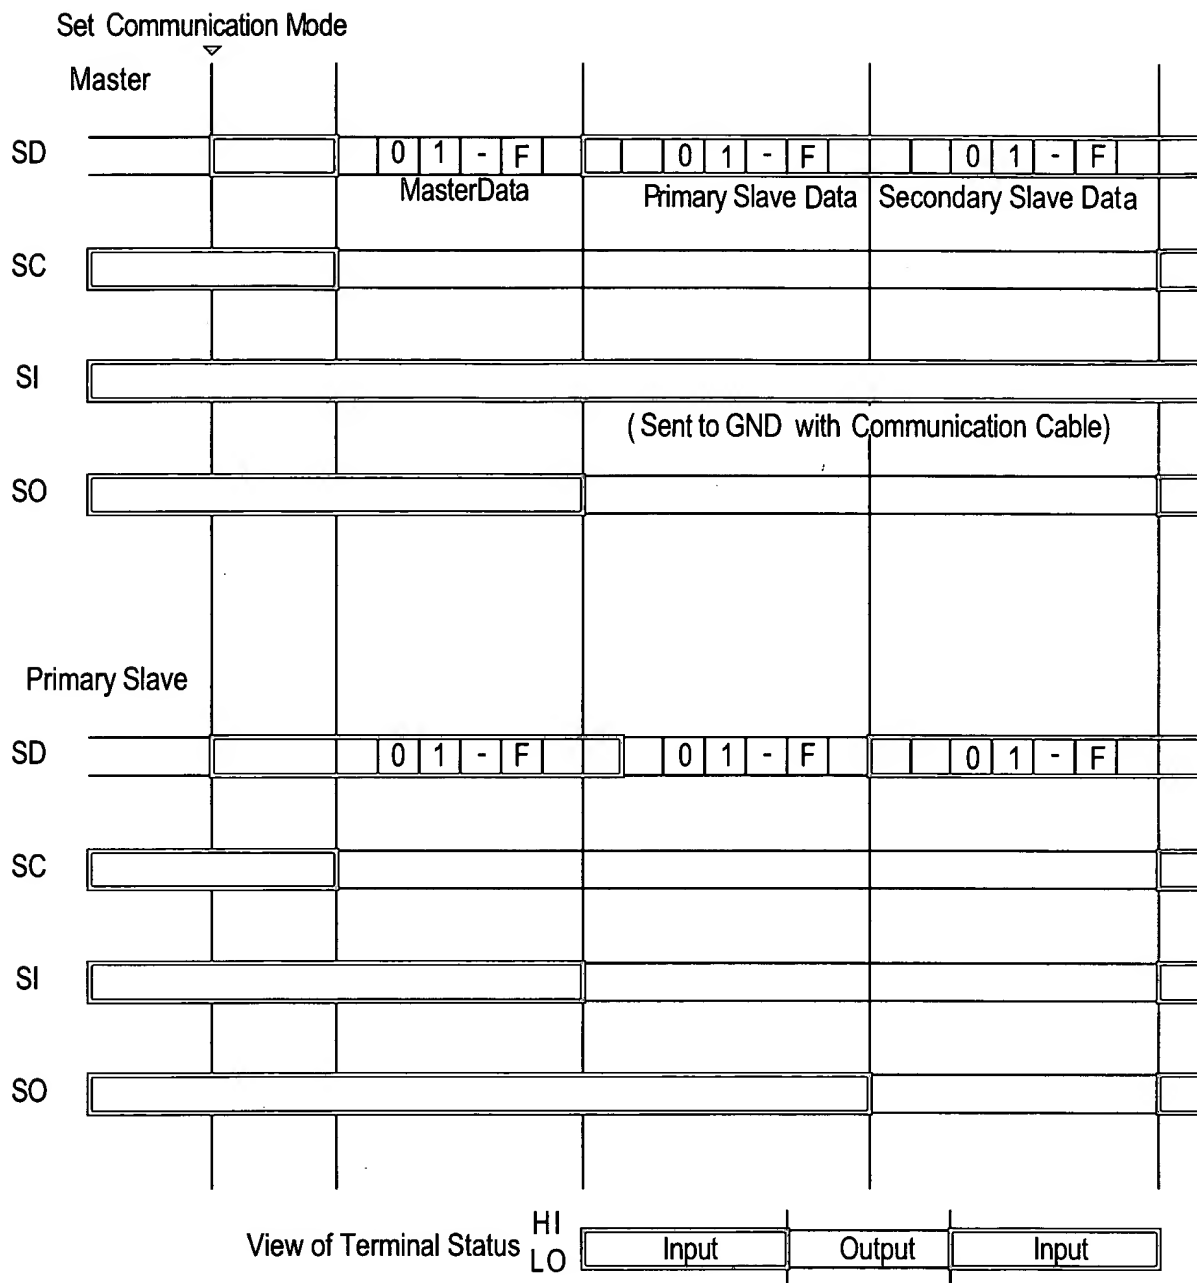 Set Communication Mode
Master
SD 0 1 - F 0 1 - F 0 1 - F
MasterData Primary Slave Data Secondary Slave Data
SC
SI
( Sent to GND with Communication Cable)
SO
Primary Slave
SD 0 1 - F 0 1 - F 0 1 - F
SC
SI
SO
View of Terminal Status HI LO Input Output Input